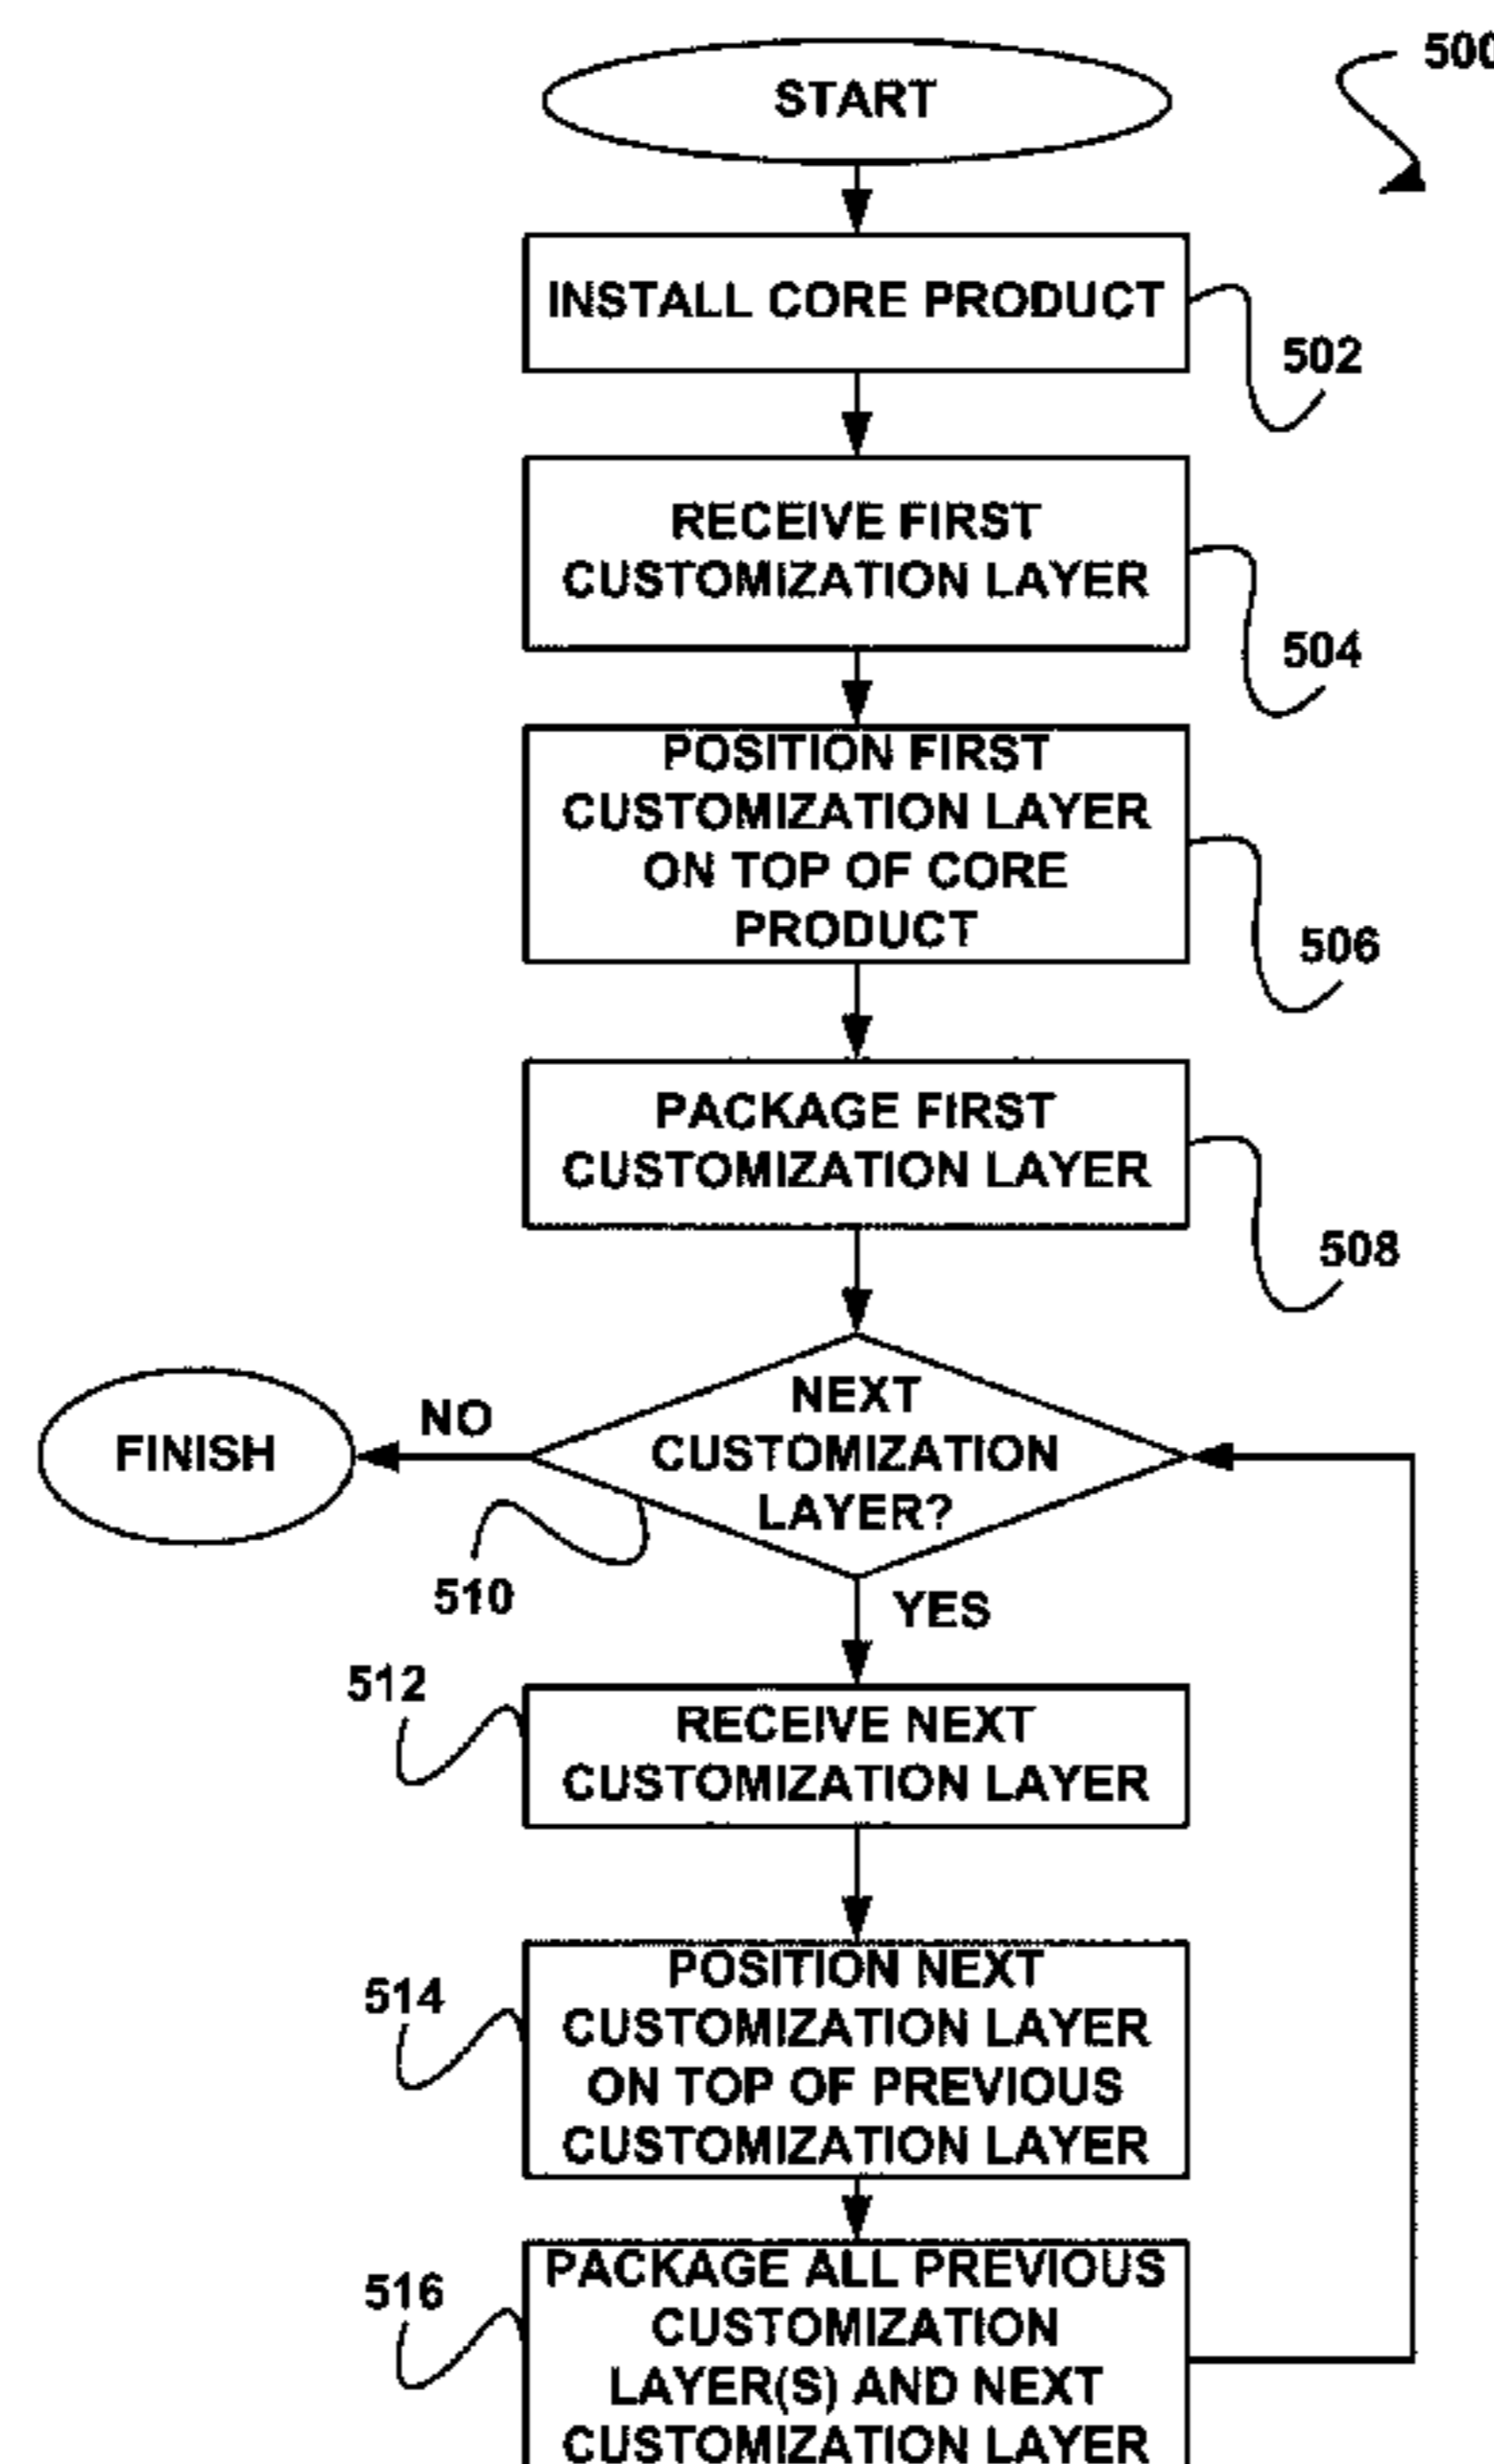 500
START
INSTALL CORE PRODUCT
502
RECEIVE FIRST
CUSTOMIZATION LAYER
504
POSITION FIRST
CUSTOMIZATION LAYER
ON TOP OF CORE
PRODUCT
506
PACKAGE FIRST
CUSTOMIZATION LAYER
508
NEXT
CUSTOMIZATION
LAYER?
NO
FINISH
510
YES
512
RECEIVE NEXT
CUSTOMIZATION LAYER
514
POSITION NEXT
CUSTOMIZATION LAYER
ON TOP OF PREVIOUS
CUSTOMIZATION LAYER
516
PACKAGE ALL PREVIOUS
CUSTOMIZATION
LAYER(S) AND NEXT
CUSTOMIZATION LAYER